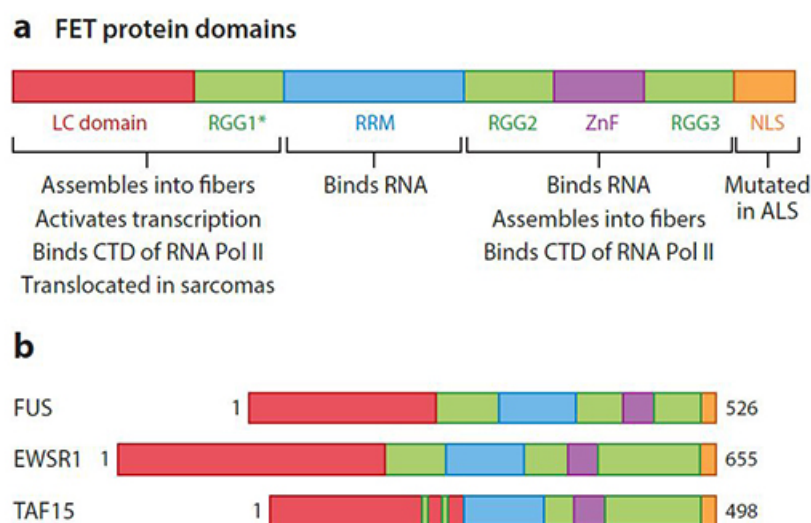 a FET protein domains
LC domain RGG1* RRM RGG2 ZnF RGG3 NLS
Assembles into fibers Binds RNA Binds RNA Mutated
Activates transcription Assembles into fibers in ALS
Binds CTD of RNA Pol II Binds CTD of RNA Pol II
Translocated in sarcomas
b
FUS 1 526
EWSR1 1 655
TAF15 1 498